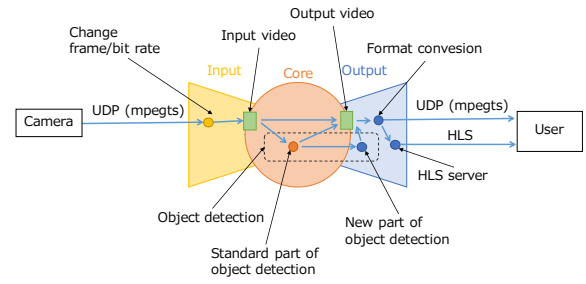 Change
frame/bit rate
Input video
Output video
Format convesion
Input
Core
Output
Camera
UDP (mpegts)
UDP (mpegts)
HLS
User
HLS server
Object detection
Standard part of
object detection
New part of
object detection